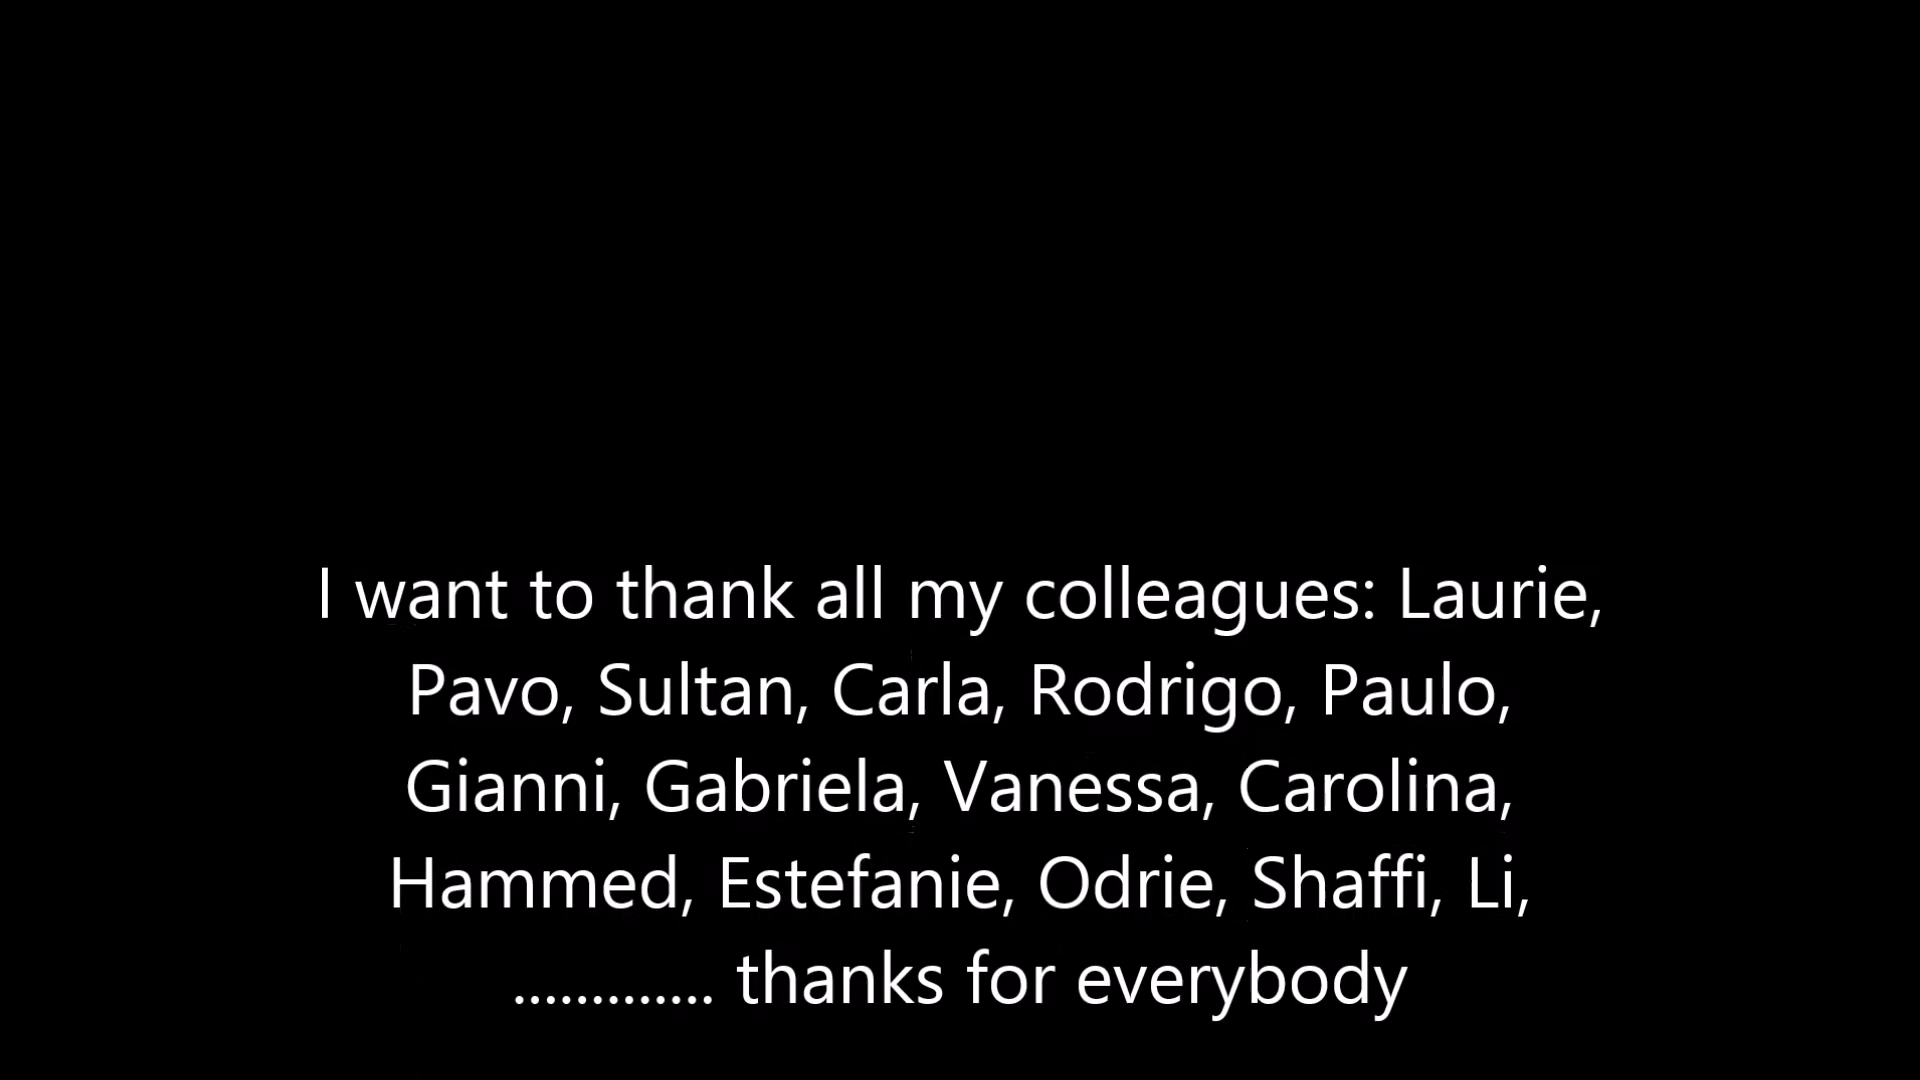 I want to thank all my colleagues: Laurie,
Pavo, Sultan, Carla, Rodrigo, Paulo,
Gianni, Gabriela, Vanessa, Carolina,
Hammed, Estefanie, Odrie, Shaffi, Li,
............. thanks for everybody